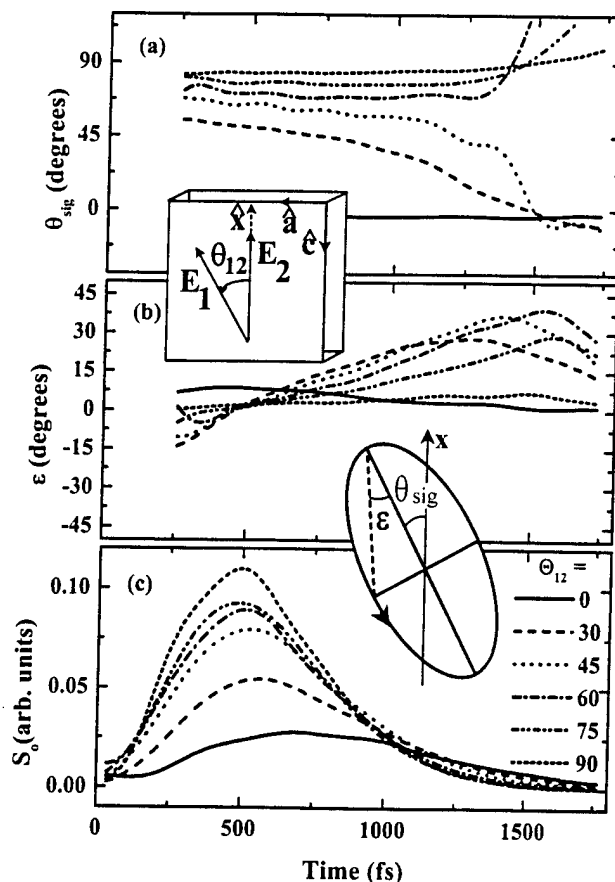 (a)
90
45
0
θsig (degrees)
x̂
â
ĉ
θ12
E1
E2
(b)
45
30
15
0
-15
-30
-45
ε (degrees)
x
θsig
ε
(c)
0.10
0.05
0.00
So(arb. units)
Θ12 =
0
30
45
60
75
90
0
500
1000
1500
Time (fs)